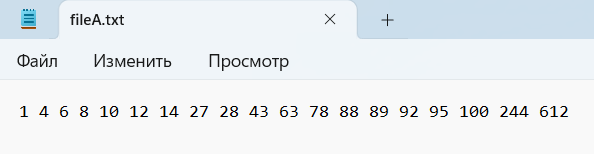 fileA.txt
Файл Изменить Просмотр
1 4 6 8 10 12 14 27 28 43 63 78 88 89 92 95 100 244 612